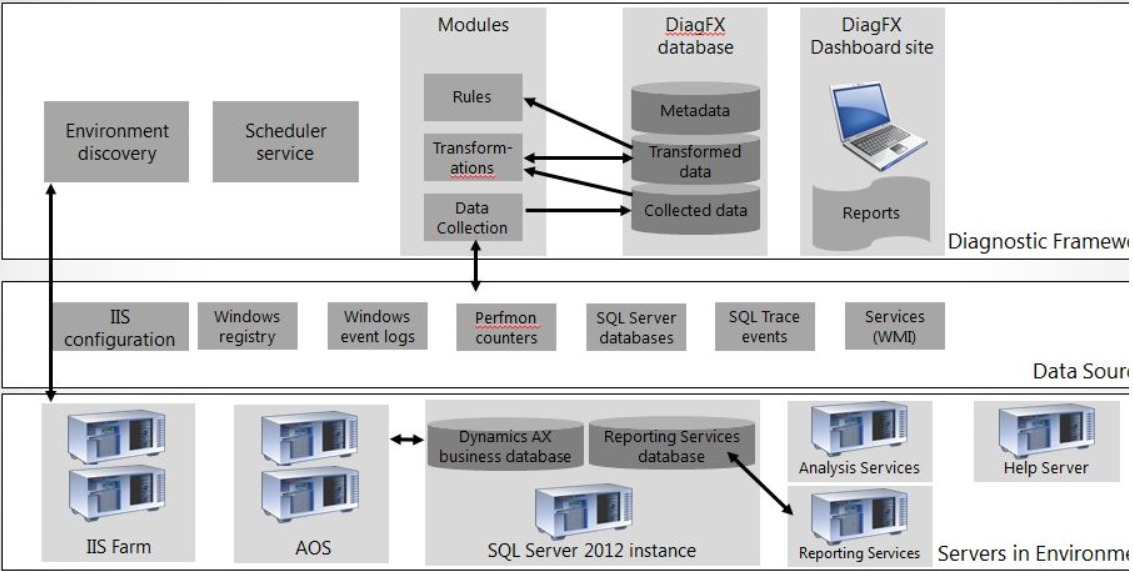 Modules
DiagFX
database
DiagFX
Dashboard site
Environment
discovery
Scheduler
service
Rules
Transform-
ations
Data
Collection
Metadata
Transformed
data
Collected data
Reports
Diagnostic Framewo
IIS
configuration
Windows
registry
Windows
event logs
Perfmon
counters
SQL Server
databases
SQL Trace
events
Services
(WMI)
Data Sourc
IIS Farm
AOS
Dynamics AX
business database
Reporting Services
database
SQL Server 2012 instance
Analysis Services
Reporting Services
Help Server
Servers in Environme